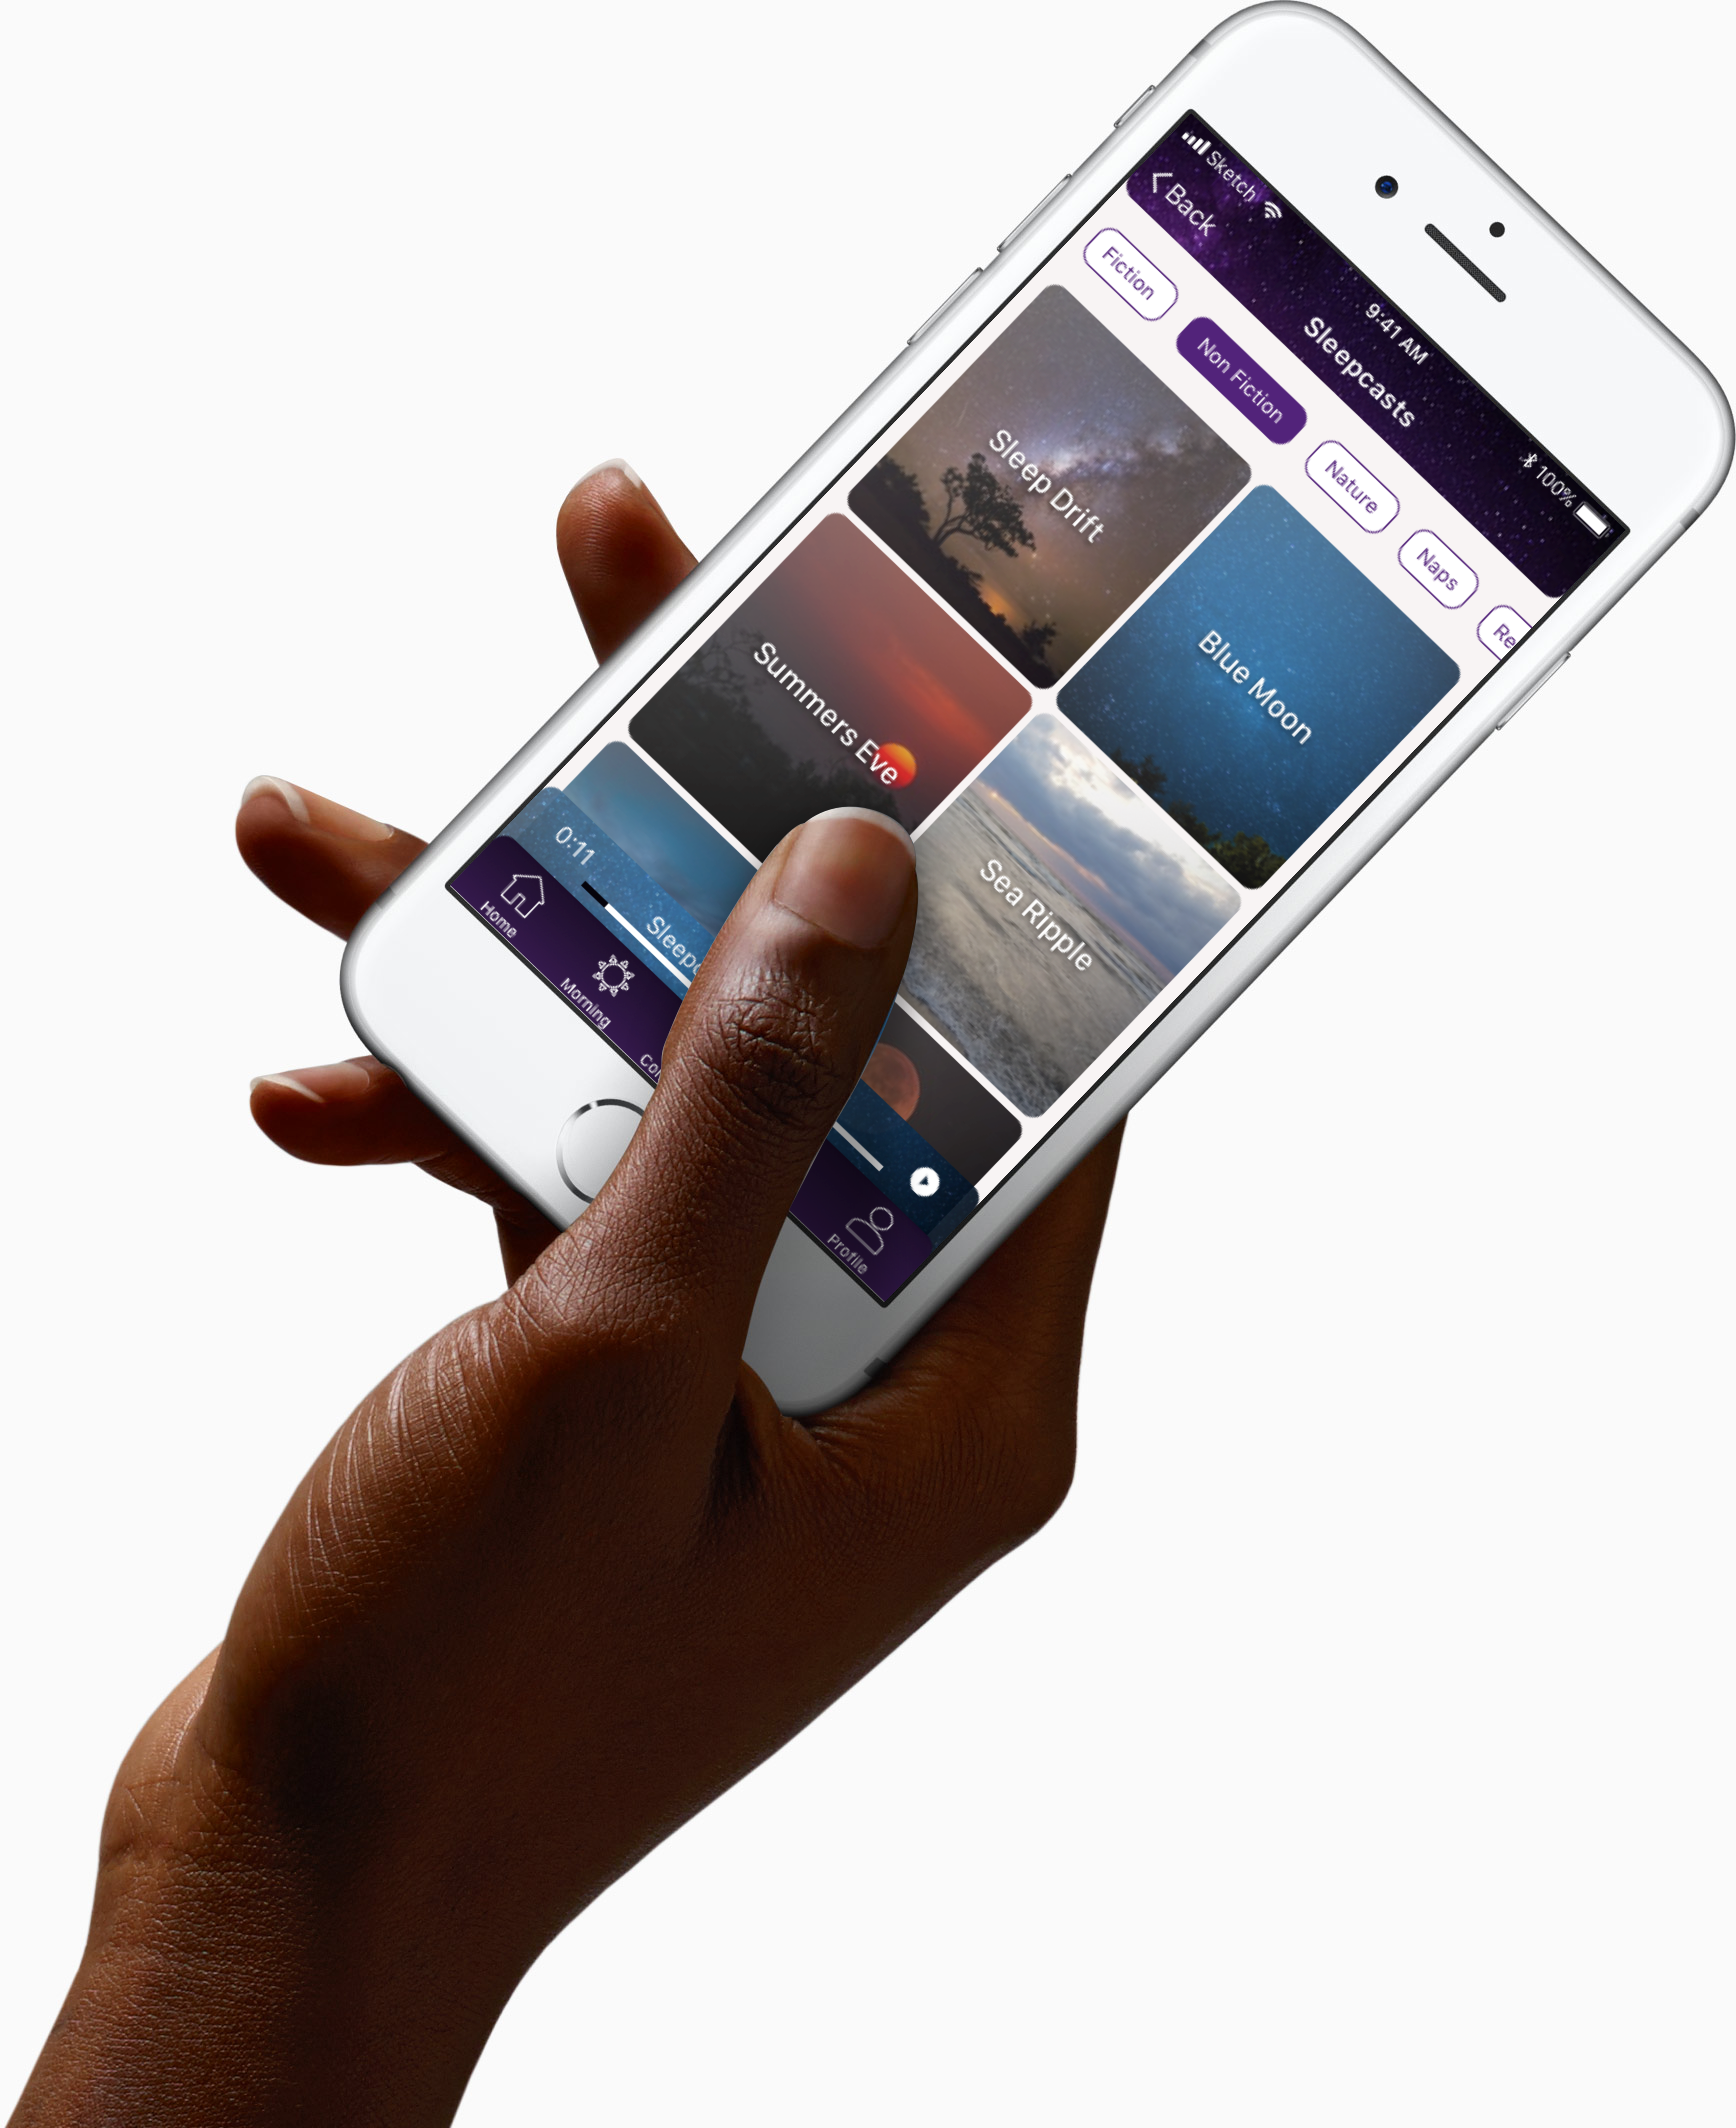 Sketch
9:41 AM
100%
Back
Sleepcasts
Fiction
Non Fiction
Nature
Naps
Re
Sleep Drift
Blue Moon
Summers Eve
Sea Ripple
0:11
Sleepc
Home
Morning
Co
Profile